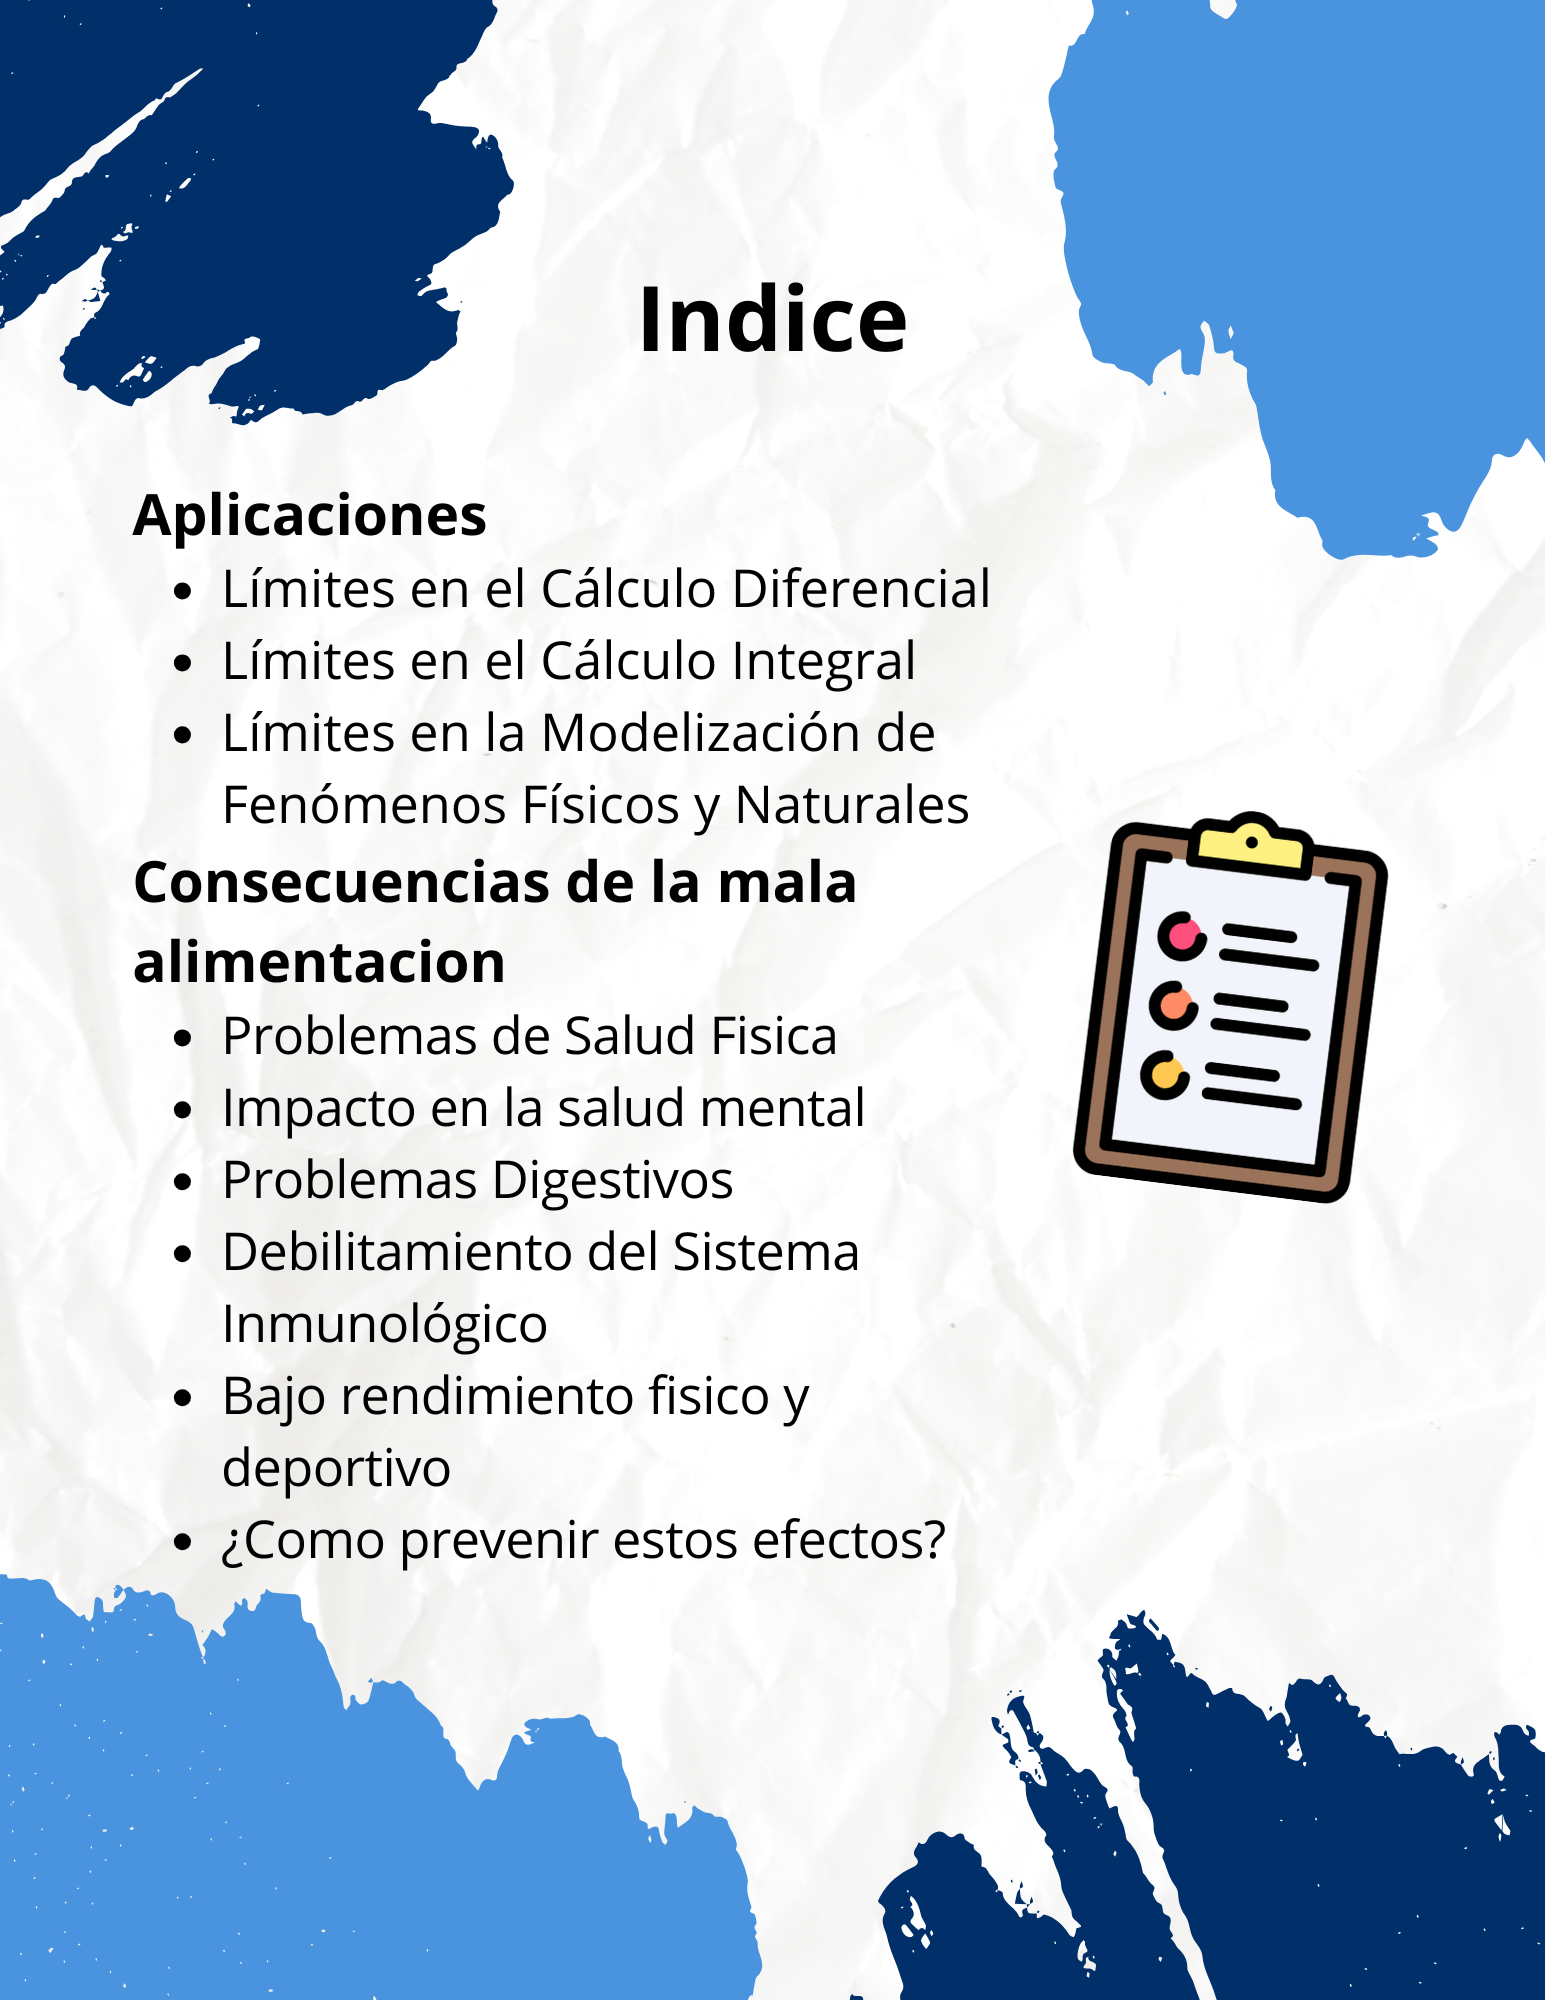 Indice
Aplicaciones
• Límites en el Cálculo Diferencial
• Límites en el Cálculo Integral
• Límites en la Modelización de
Fenómenos Físicos y Naturales
Consecuencias de la mala
alimentacion
• Problemas de Salud Fisica
• Impacto en la salud mental
• Problemas Digestivos
• Debilitamiento del Sistema
Inmunológico
• Bajo rendimiento fisico y
deportivo
• ¿Como prevenir estos efectos?